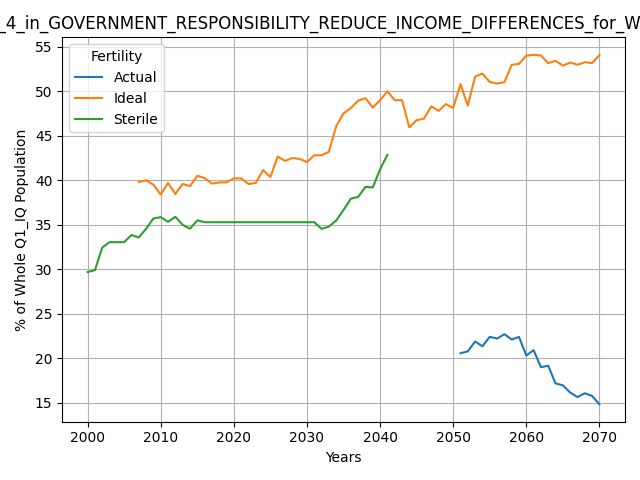 _4_in_GOVERNMENT_RESPONSIBILITY_REDUCE_INCOME_DIFFERENCES_for_W
Fertility
Actual
Ideal
Sterile
% of Whole Q1_IQ Population
55
50
45
40
35
30
25
20
15
2000 2010 2020 2030 2040 2050 2060 2070
Years